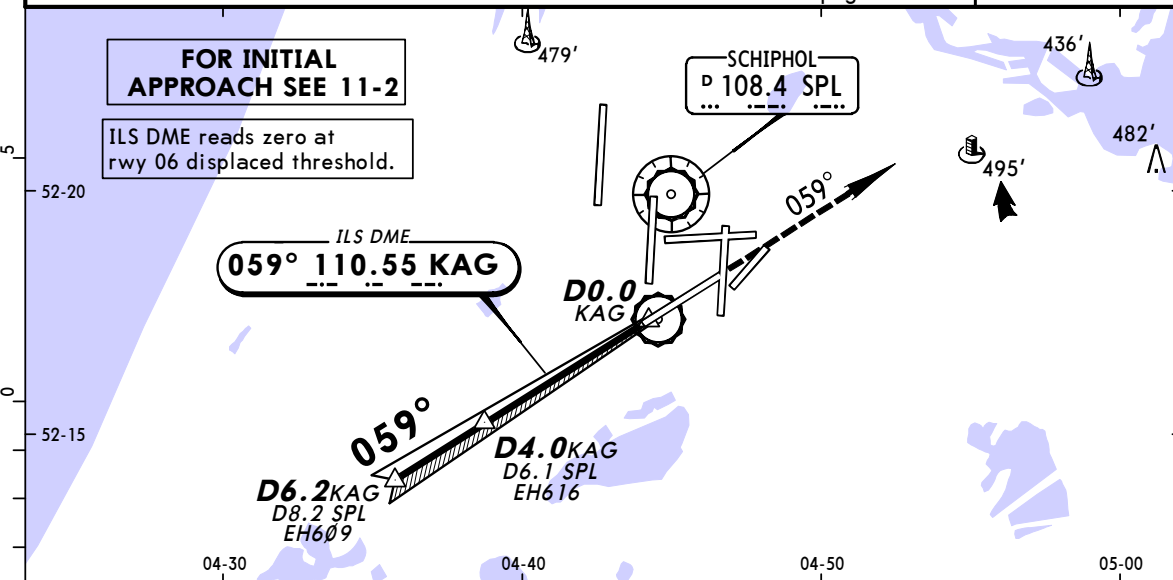 479'
436'
FOR INITIAL
APPROACH SEE 11-2
SCHIPHOL
D 108.4 SPL
ILS DME reads zero at
rwy 06 displaced threshold.
482'
5
495'
52-20
059°
ILS DME
059° 110.55 KAG
D0.0
KAG
0
059°
52-15
D4.0KAG
D6.1 SPL
EH616
D6.2KAG
D8.2 SPL
EH6Ø9
04-30
04-40
04-50
05-00